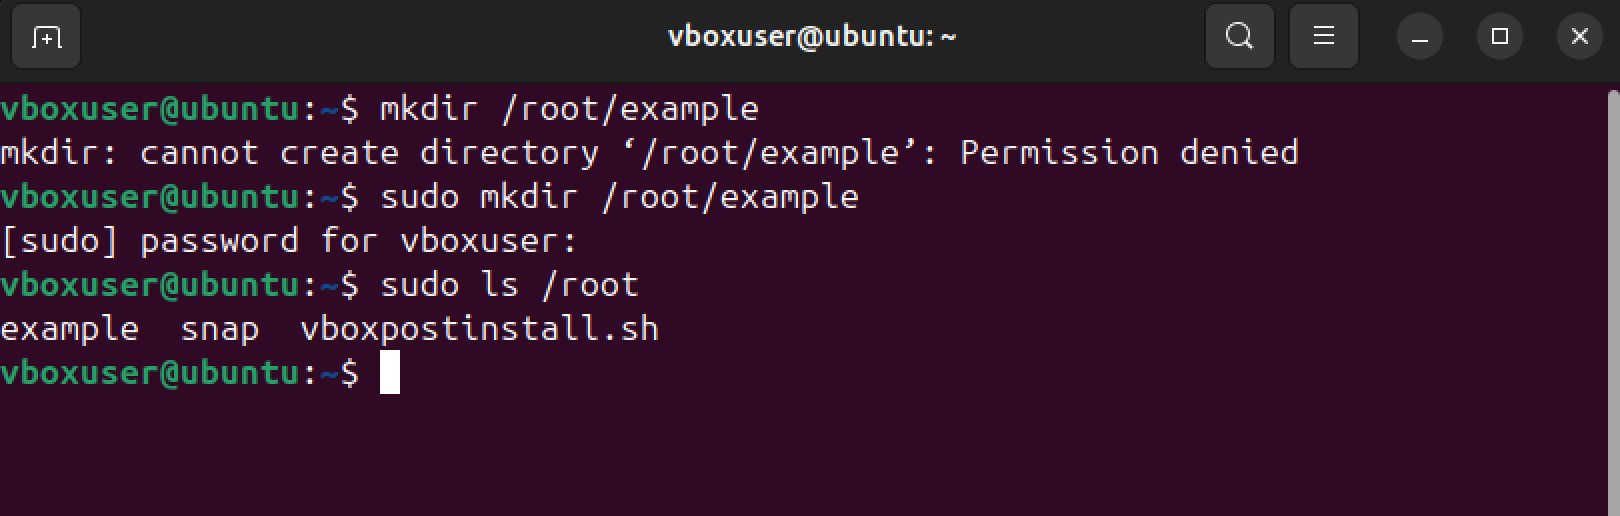 vboxuser@ubuntu: ~
vboxuser@ubuntu:~$ mkdir /root/example
mkdir: cannot create directory ‘/root/example’: Permission denied
vboxuser@ubuntu:~$ sudo mkdir /root/example
[sudo] password for vboxuser:
vboxuser@ubuntu:~$ sudo ls /root
example  snap  vboxpostinstall.sh
vboxuser@ubuntu:~$